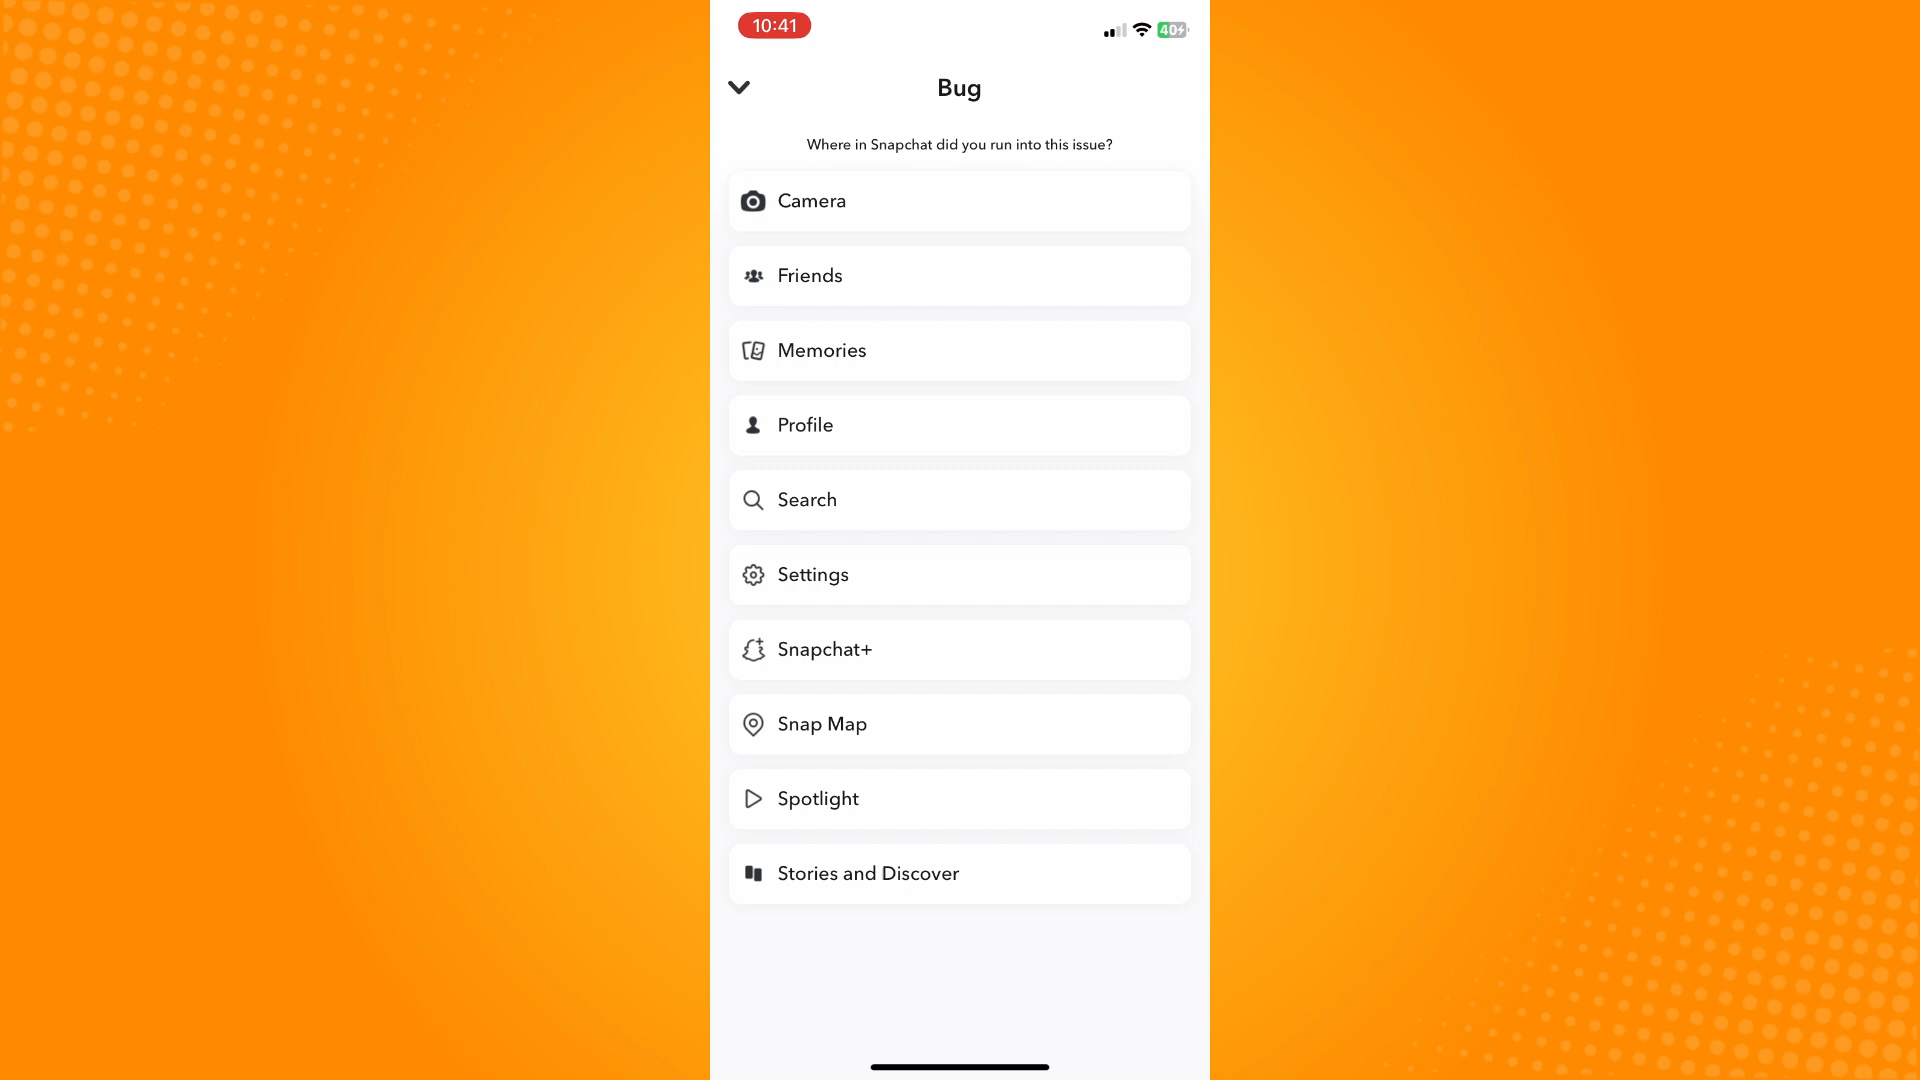 10:41
40
Bug
Where in Snapchat did you run into this issue?
Camera
Friends
Memories
Profile
Search
Settings
Snapchat+
Snap Map
Spotlight
Stories and Discover